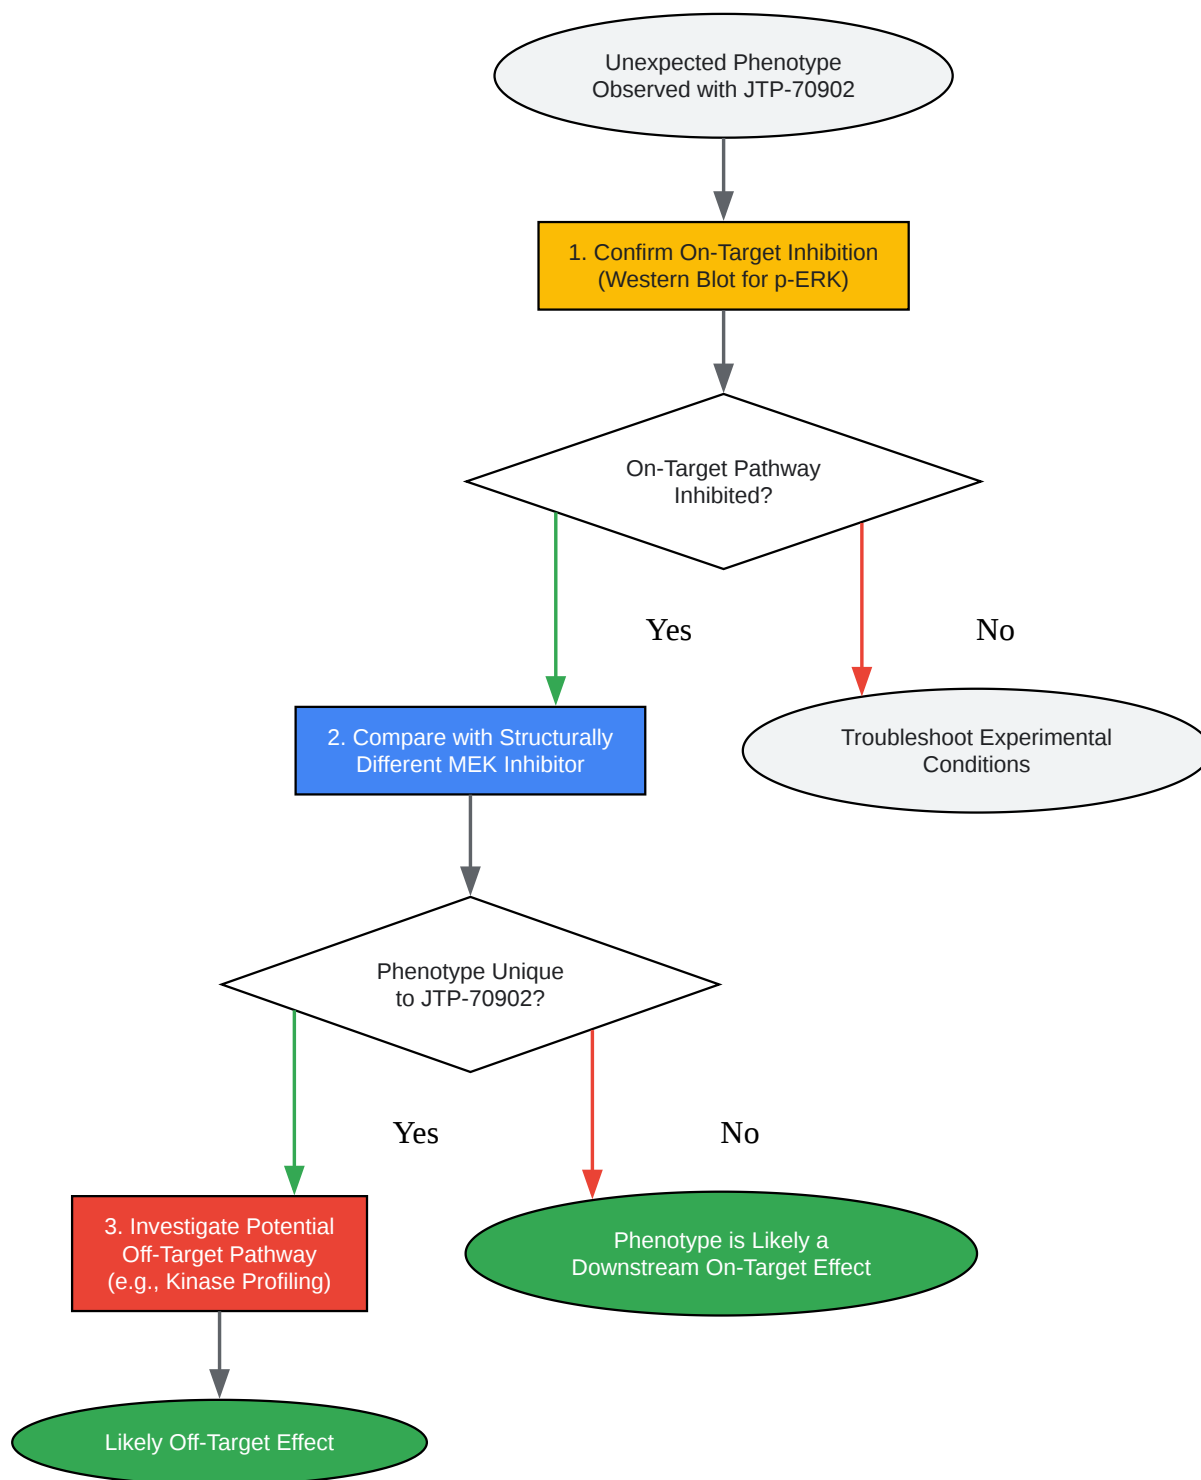 Unexpected Phenotype
Observed with JTP-70902
1. Confirm On-Target Inhibition
(Western Blot for p-ERK)
On-Target Pathway
Inhibited?
Yes
No
2. Compare with Structurally
Different MEK Inhibitor
Troubleshoot Experimental
Conditions
Phenotype Unique
to JTP-70902?
Yes
No
3. Investigate Potential
Off-Target Pathway
(e.g., Kinase Profiling)
Phenotype is Likely a
Downstream On-Target Effect
Likely Off-Target Effect